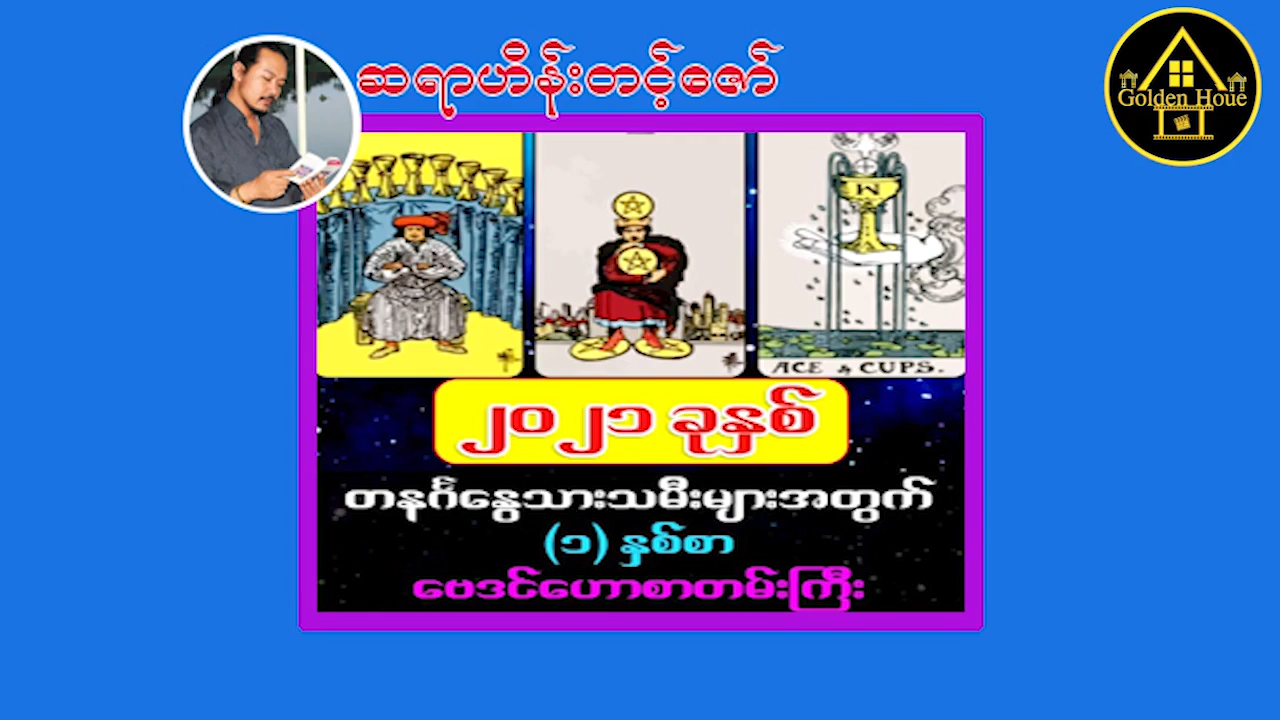 ဆရာဟိန်းတင့်ဇော်
Golden Houe
ACE & CUPS.
၂၀၂၁ ခုနှစ်
တနင်္ဂနွေသားသမီးများအတွက်
(၁) နှစ်စာ
ဗေဒင်ဟောစာတမ်းကြီး